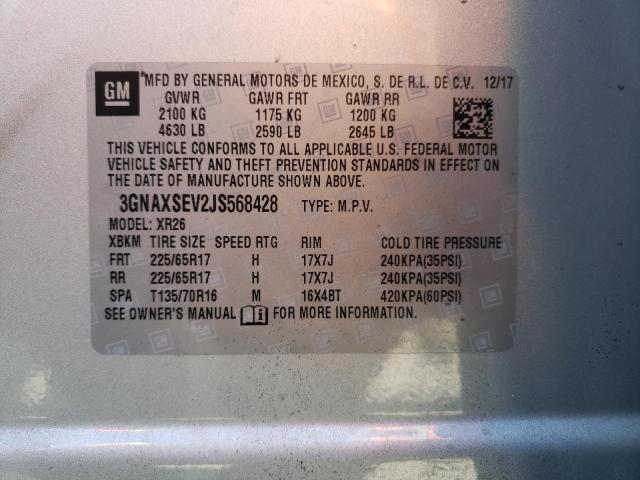 GM
*MFD BY GENERAL MOTORS DE MEXICO, S. DE R.L. DE C.V. 12/17
GVWR GAWR FRT GAWR RR
2100 KG 1175 KG 1200 KG
4630 LB 2590 LB 2645 LB
THIS VEHICLE CONFORMS TO ALL APPLICABLE U.S. FEDERAL MOTOR
VEHICLE SAFETY AND THEFT PREVENTION STANDARDS IN EFFECT ON
THE DATE OF MANUFACTURE SHOWN ABOVE.
3GNAXSEV2JS568428 TYPE: M.P.V.
MODEL: XR26
XBKM TIRE SIZE SPEED RTG RIM COLD TIRE PRESSURE
FRT 225/65R17 H 17X7J 240KPA(35PSI)
RR 225/65R17 H 17X7J 240KPA(35PSI)
SPA T135/70R16 M 16X4BT 420KPA(60PSI)
SEE OWNER'S MANUAL FOR MORE INFORMATION.